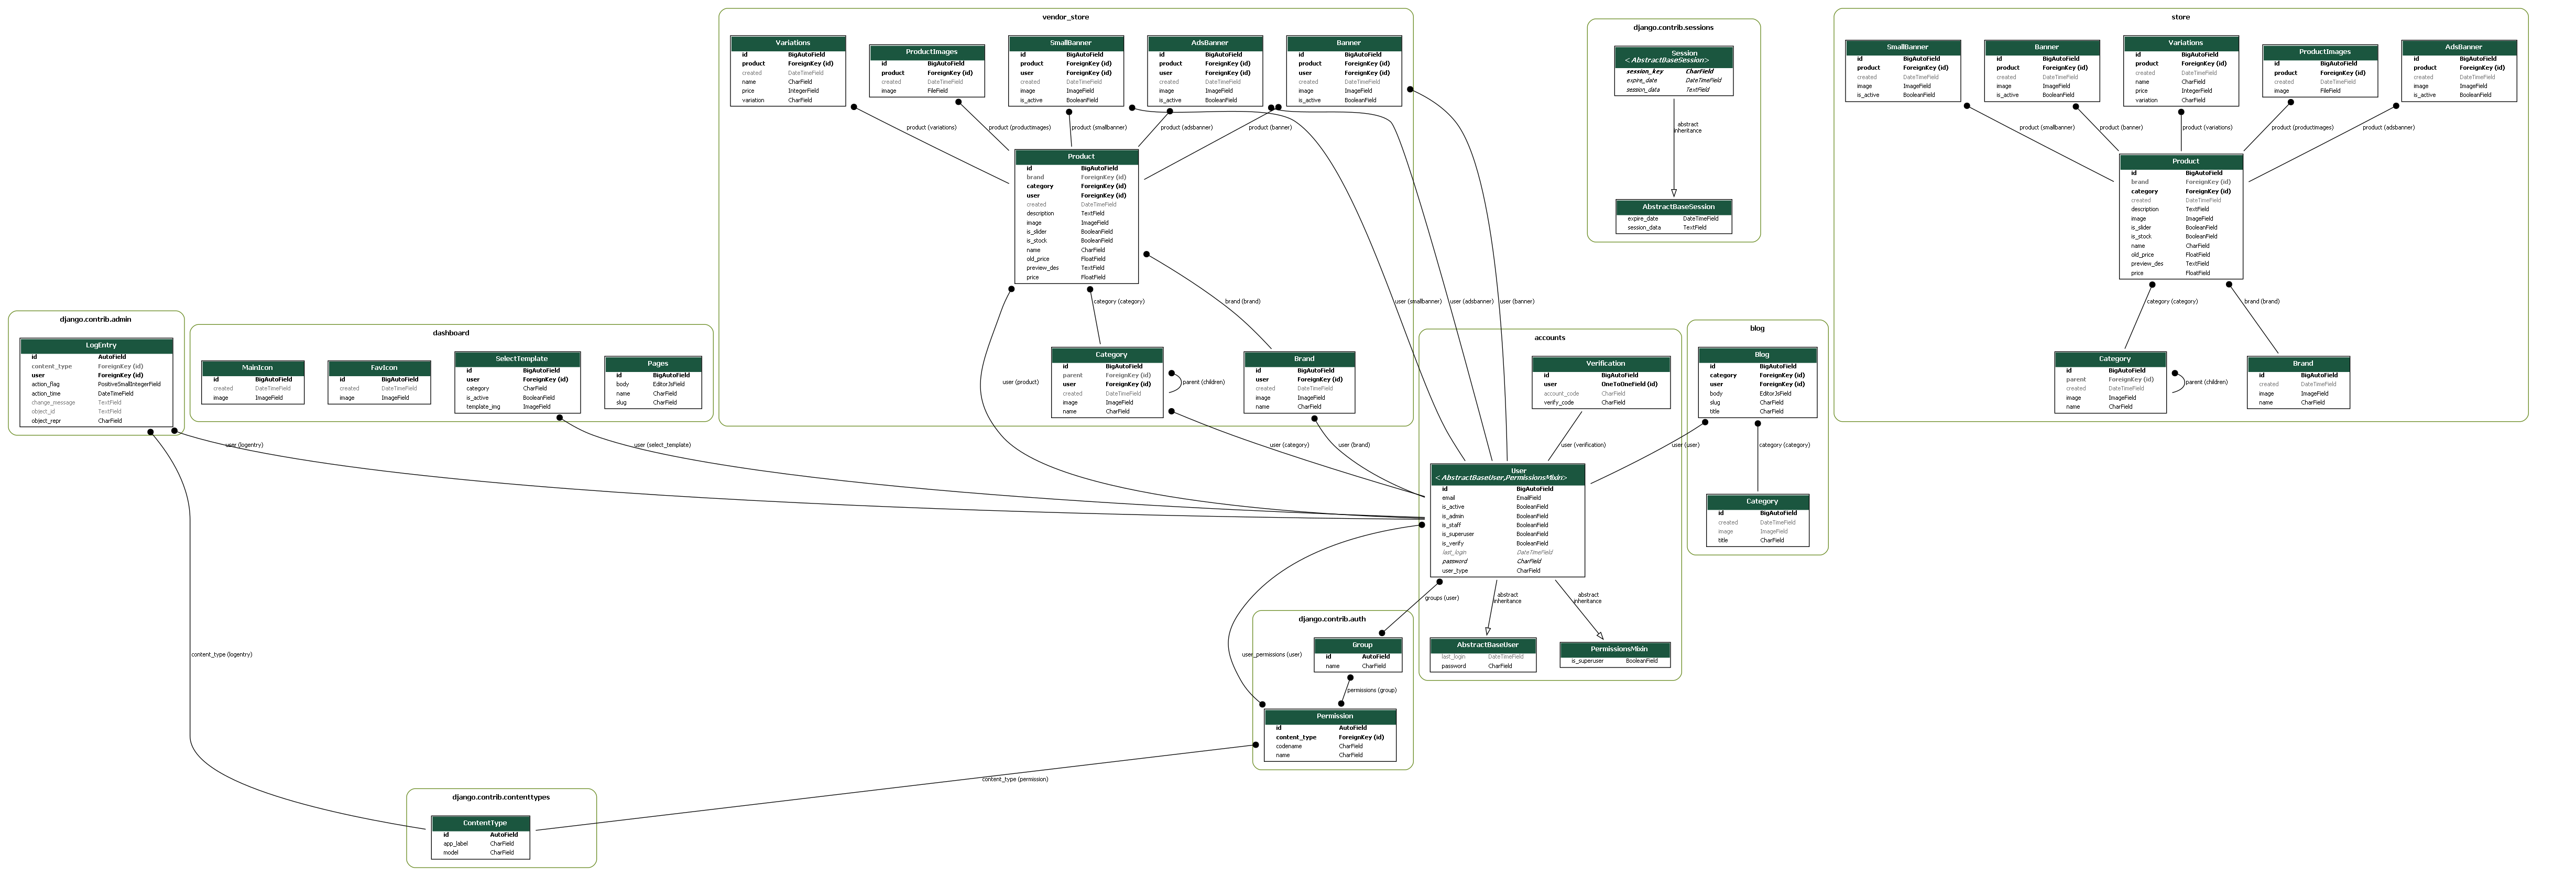 vendor_store
Variations
id BigAutoField
product ForeignKey (id)
created DateTimeField
name CharField
price IntegerField
variation CharField
ProductImages
id BigAutoField
product ForeignKey (id)
created DateTimeField
image FileField
SmallBanner
id BigAutoField
product ForeignKey (id)
user ForeignKey (id)
created DateTimeField
image ImageField
is_active BooleanField
AdsBanner
id BigAutoField
product ForeignKey (id)
user ForeignKey (id)
created DateTimeField
image ImageField
is_active BooleanField
Banner
id BigAutoField
product ForeignKey (id)
user ForeignKey (id)
created DateTimeField
image ImageField
is_active BooleanField
product (variations)
product (productimages)
product (smallbanner)
product (adsbanner)
product (banner)
Product
id BigAutoField
brand ForeignKey (id)
category ForeignKey (id)
user ForeignKey (id)
created DateTimeField
description TextField
image ImageField
is_slider BooleanField
is_stock BooleanField
name CharField
old_price FloatField
preview_des TextField
price FloatField
category (category)
brand (brand)
user (smallbanner)
user (adsbanner)
user (banner)
user (product)
Category
id BigAutoField
parent ForeignKey (id)
user ForeignKey (id)
created DateTimeField
image ImageField
name CharField
parent (children)
Brand
id BigAutoField
user ForeignKey (id)
created DateTimeField
image ImageField
name CharField
user (category)
user (brand)
django.contrib.sessions
Session
<AbstractBaseSession>
session_key CharField
expire_date DateTimeField
session_data TextField
abstract
inheritance
AbstractBaseSession
expire_date DateTimeField
session_data TextField
store
SmallBanner
id BigAutoField
product ForeignKey (id)
created DateTimeField
image ImageField
is_active BooleanField
Banner
id BigAutoField
product ForeignKey (id)
created DateTimeField
image ImageField
is_active BooleanField
Variations
id BigAutoField
product ForeignKey (id)
created DateTimeField
name CharField
price IntegerField
variation CharField
ProductImages
id BigAutoField
product ForeignKey (id)
created DateTimeField
image FileField
AdsBanner
id BigAutoField
product ForeignKey (id)
created DateTimeField
image ImageField
is_active BooleanField
product (smallbanner)
product (banner)
product (variations)
product (productimages)
product (adsbanner)
Product
id BigAutoField
brand ForeignKey (id)
category ForeignKey (id)
created DateTimeField
description TextField
image ImageField
is_slider BooleanField
is_stock BooleanField
name CharField
old_price FloatField
preview_des TextField
price FloatField
category (category)
brand (brand)
Category
id BigAutoField
parent ForeignKey (id)
created DateTimeField
image ImageField
name CharField
parent (children)
Brand
id BigAutoField
created DateTimeField
image ImageField
name CharField
django.contrib.admin
LogEntry
id AutoField
content_type ForeignKey (id)
user ForeignKey (id)
action_flag PositiveSmallIntegerField
action_time DateTimeField
change_message TextField
object_id TextField
object_repr CharField
user (logentry)
content_type (logentry)
dashboard
MainIcon
id BigAutoField
created DateTimeField
image ImageField
FavIcon
id BigAutoField
created DateTimeField
image ImageField
SelectTemplate
id BigAutoField
user ForeignKey (id)
category CharField
is_active BooleanField
template_img ImageField
Pages
id BigAutoField
body EditorJsField
name CharField
slug CharField
user (select_template)
accounts
Verification
id BigAutoField
user OneToOneField (id)
account_code CharField
verify_code CharField
user (verification)
User
<AbstractBaseUser,PermissionsMixin>
id BigAutoField
email EmailField
is_active BooleanField
is_admin BooleanField
is_staff BooleanField
is_superuser BooleanField
is_verify BooleanField
last_login DateTimeField
password CharField
user_type CharField
abstract
inheritance
abstract
inheritance
AbstractBaseUser
last_login DateTimeField
password CharField
PermissionsMixin
is_superuser BooleanField
blog
Blog
id BigAutoField
category ForeignKey (id)
user ForeignKey (id)
body EditorJsField
slug CharField
title CharField
user (user)
category (category)
Category
id BigAutoField
created DateTimeField
image ImageField
title CharField
groups (user)
django.contrib.auth
Group
id AutoField
name CharField
user_permissions (user)
permissions (group)
Permission
id AutoField
content_type ForeignKey (id)
codename CharField
name CharField
content_type (permission)
django.contrib.contenttypes
ContentType
id AutoField
app_label CharField
model CharField